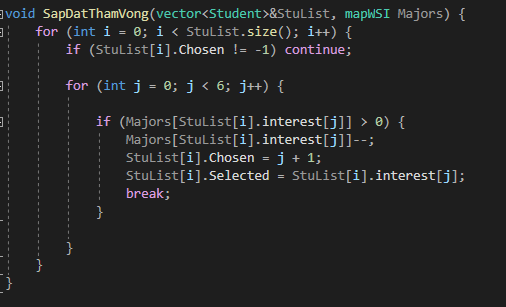 void SapDatThamVong(vector<Student>&StuList, mapWSI Majors) {
    for (int i = 0; i < StuList.size(); i++) {
        if (StuList[i].Chosen != -1) continue;
        for (int j = 0; j < 6; j++) {
            if (Majors[StuList[i].interest[j]] > 0) {
                Majors[StuList[i].interest[j]]--;
                StuList[i].Chosen = j + 1;
                StuList[i].Selected = StuList[i].interest[j];
                break;
            }
        }
    }
}